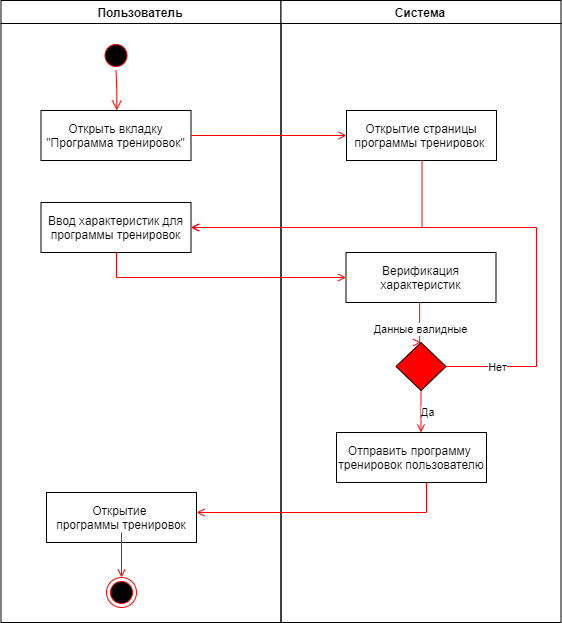 Пользователь
Система
Открыть вкладку
"Программа тренировок"
Открытие страницы
программы тренировок
Ввод характеристик для
программы тренировок
Верификация
характеристик
Данные валидные
Нет
Да
Отправить программу
тренировок пользователю
Открытие
программы тренировок